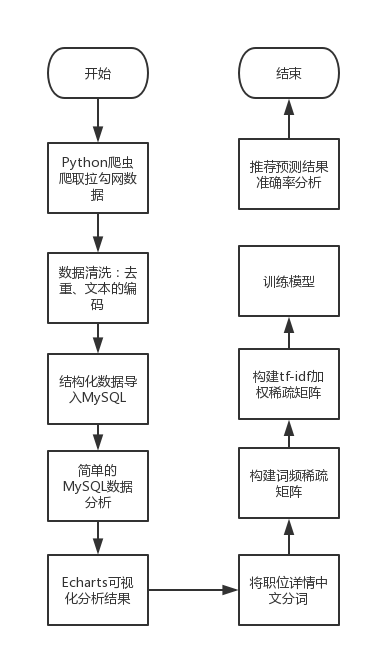 开始
Python爬虫
爬取拉勾网数
据
数据清洗：去
重、文本的编
码
结构化数据导
入MySQL
简单的
MySQL数据
分析
Echarts可视
化分析结果
将职位详情中
文分词
构建词频稀疏
矩阵
构建tf-idf加
权稀疏矩阵
训练模型
推荐预测结果
准确率分析
结束